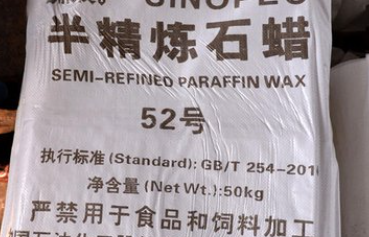 SINOPEC
半精炼石蜡
SEMI-REFINED PARAFFIN WAX
52号
执行标准(Standard): GB/T 254-201
净含量(Net Wt.):50kg
严禁用于食品和饲料加工